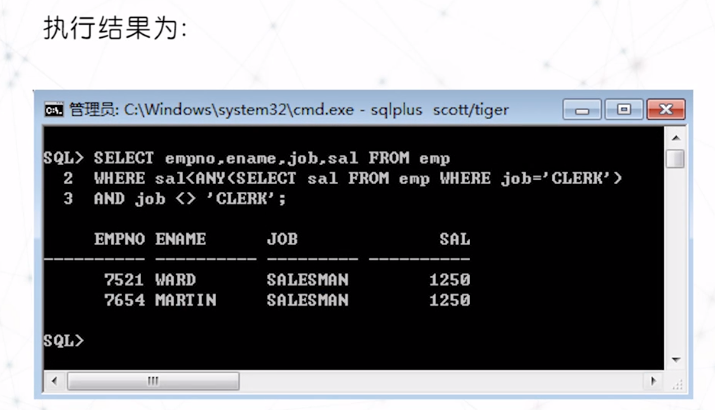 执行结果为:
管理员: C:\Windows\system32\cmd.exe - sqlplus  scott/tiger
SQL> SELECT empno,ename,job,sal FROM emp
  2  WHERE sal<ANY(SELECT sal FROM emp WHERE job='CLERK')
  3  AND job <> 'CLERK';
     EMPNO ENAME      JOB              SAL
---------- ---------- --------- ----------
      7521 WARD       SALESMAN        1250
      7654 MARTIN     SALESMAN        1250
SQL>